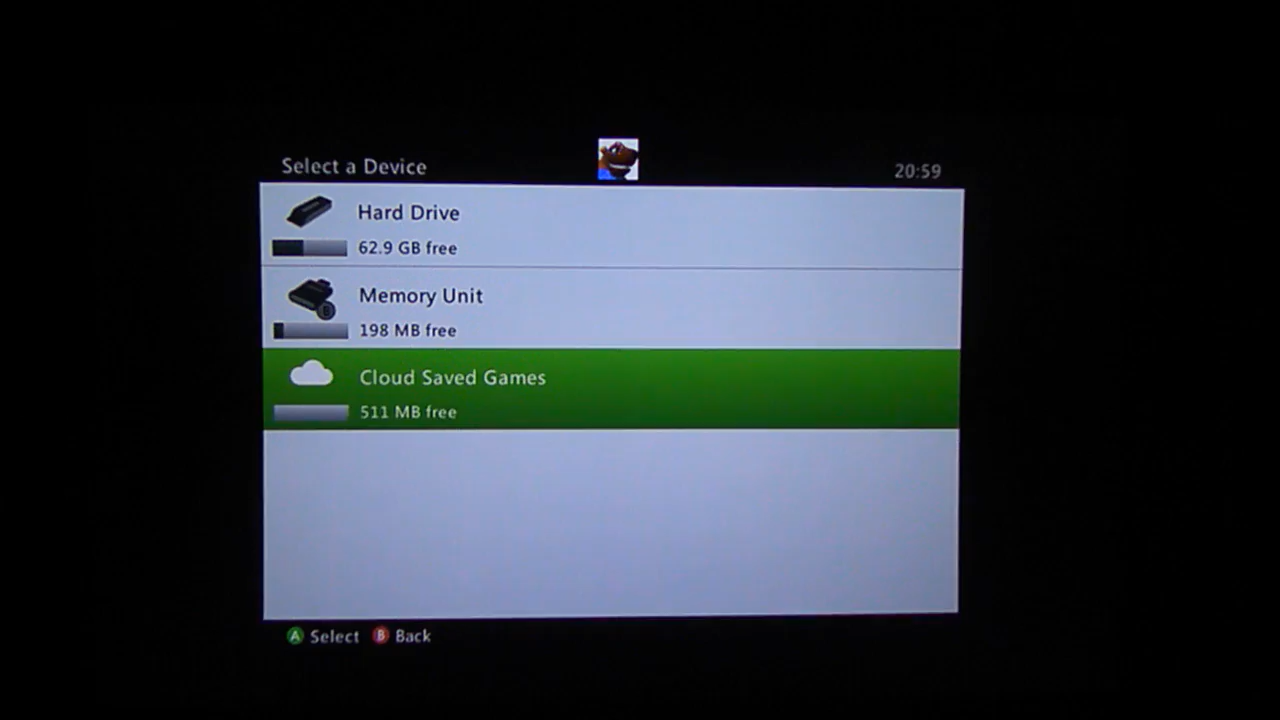 Select a Device
20:59
Hard Drive
62.9 GB free
Memory Unit
B
198 MB free
Cloud Saved Games
511 MB free
A Select B Back